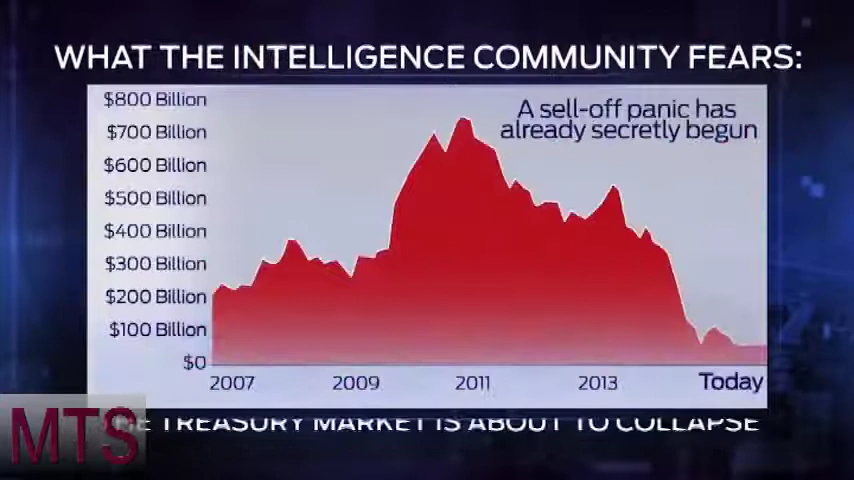 WHAT THE INTELLIGENCE COMMUNITY FEARS:
$800 Billion
A sell-off panic has
already secretly begun
$700 Billion
$600 Billion
$500 Billion
$400 Billion
$300 Billion
$200 Billion
$100 Billion
$0
2007 2009 2011 2013 Today
MTS
TREASURY MARKET IS ABOUT TO COLLAPSE